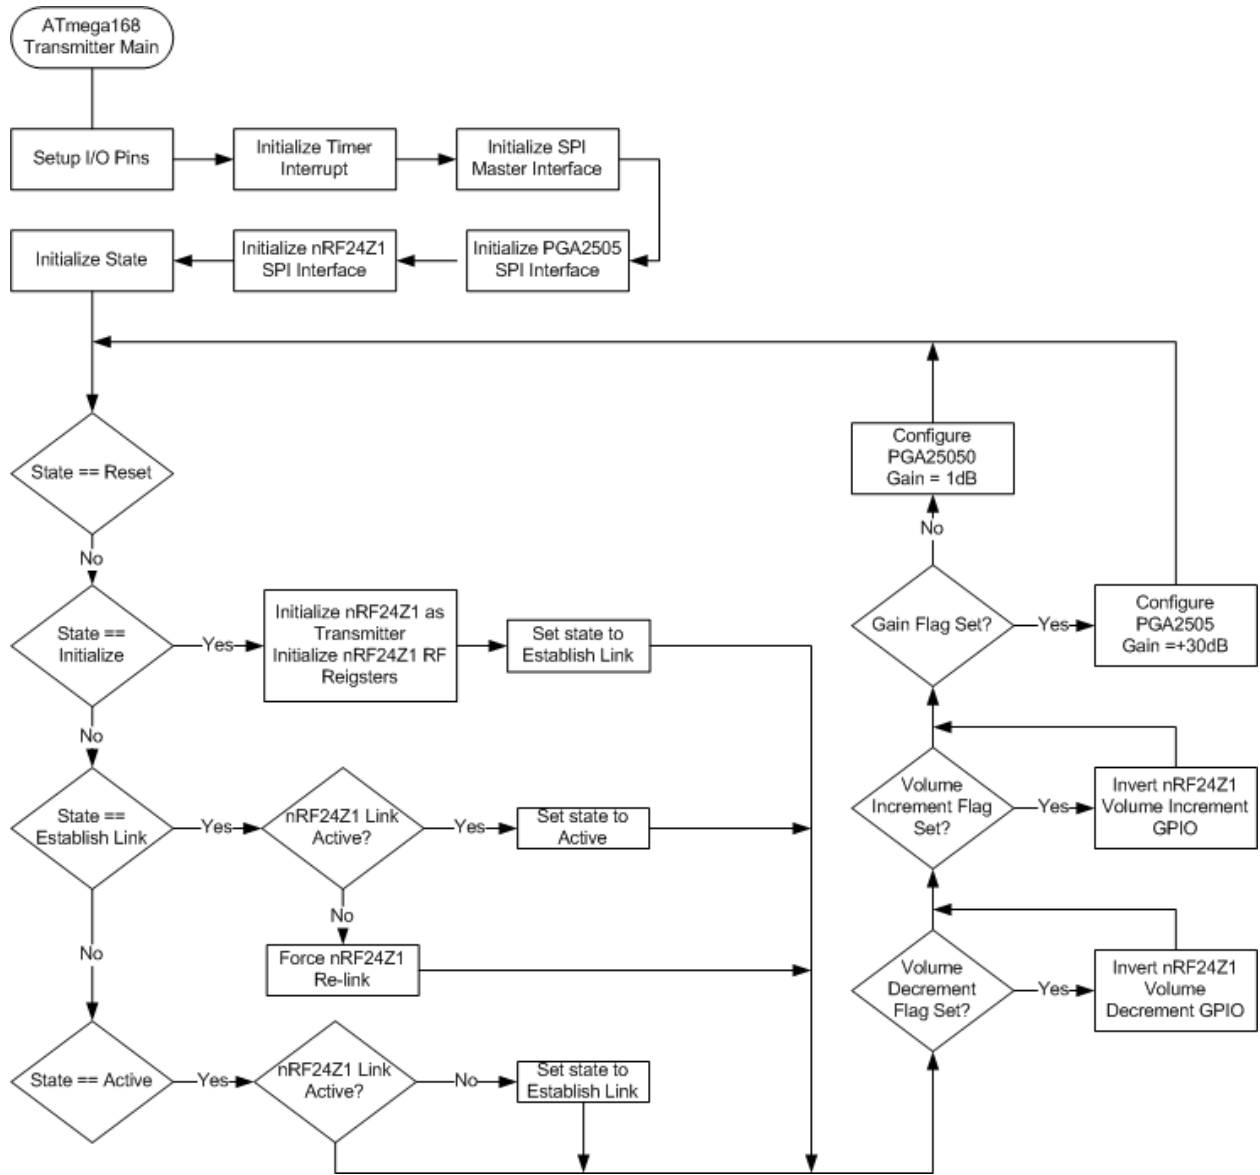 ATmega168
Transmitter Main
Setup I/O Pins
Initialize Timer
Interrupt
Initialize SPI
Master Interface
Initialize State
Initialize nRF24Z1
SPI Interface
Initialize PGA2505
SPI Interface
State == Reset
No
State ==
Initialize
Yes
Initialize nRF24Z1 as
Transmitter
Initialize nRF24Z1 RF
Reigsters
Set state to
Establish Link
No
State ==
Establish Link
Yes
nRF24Z1 Link
Active?
Yes
Set state to
Active
No
Force nRF24Z1
Re-link
No
State == Active
Yes
nRF24Z1 Link
Active?
No
Set state to
Establish Link
Configure
PGA25050
Gain = 1dB
No
Gain Flag Set?
Yes
Configure
PGA2505
Gain =+30dB
Volume
Increment Flag
Set?
Yes
Invert nRF24Z1
Volume Increment
GPIO
Volume
Decrement
Flag Set?
Yes
Invert nRF24Z1
Volume
Decrement GPIO